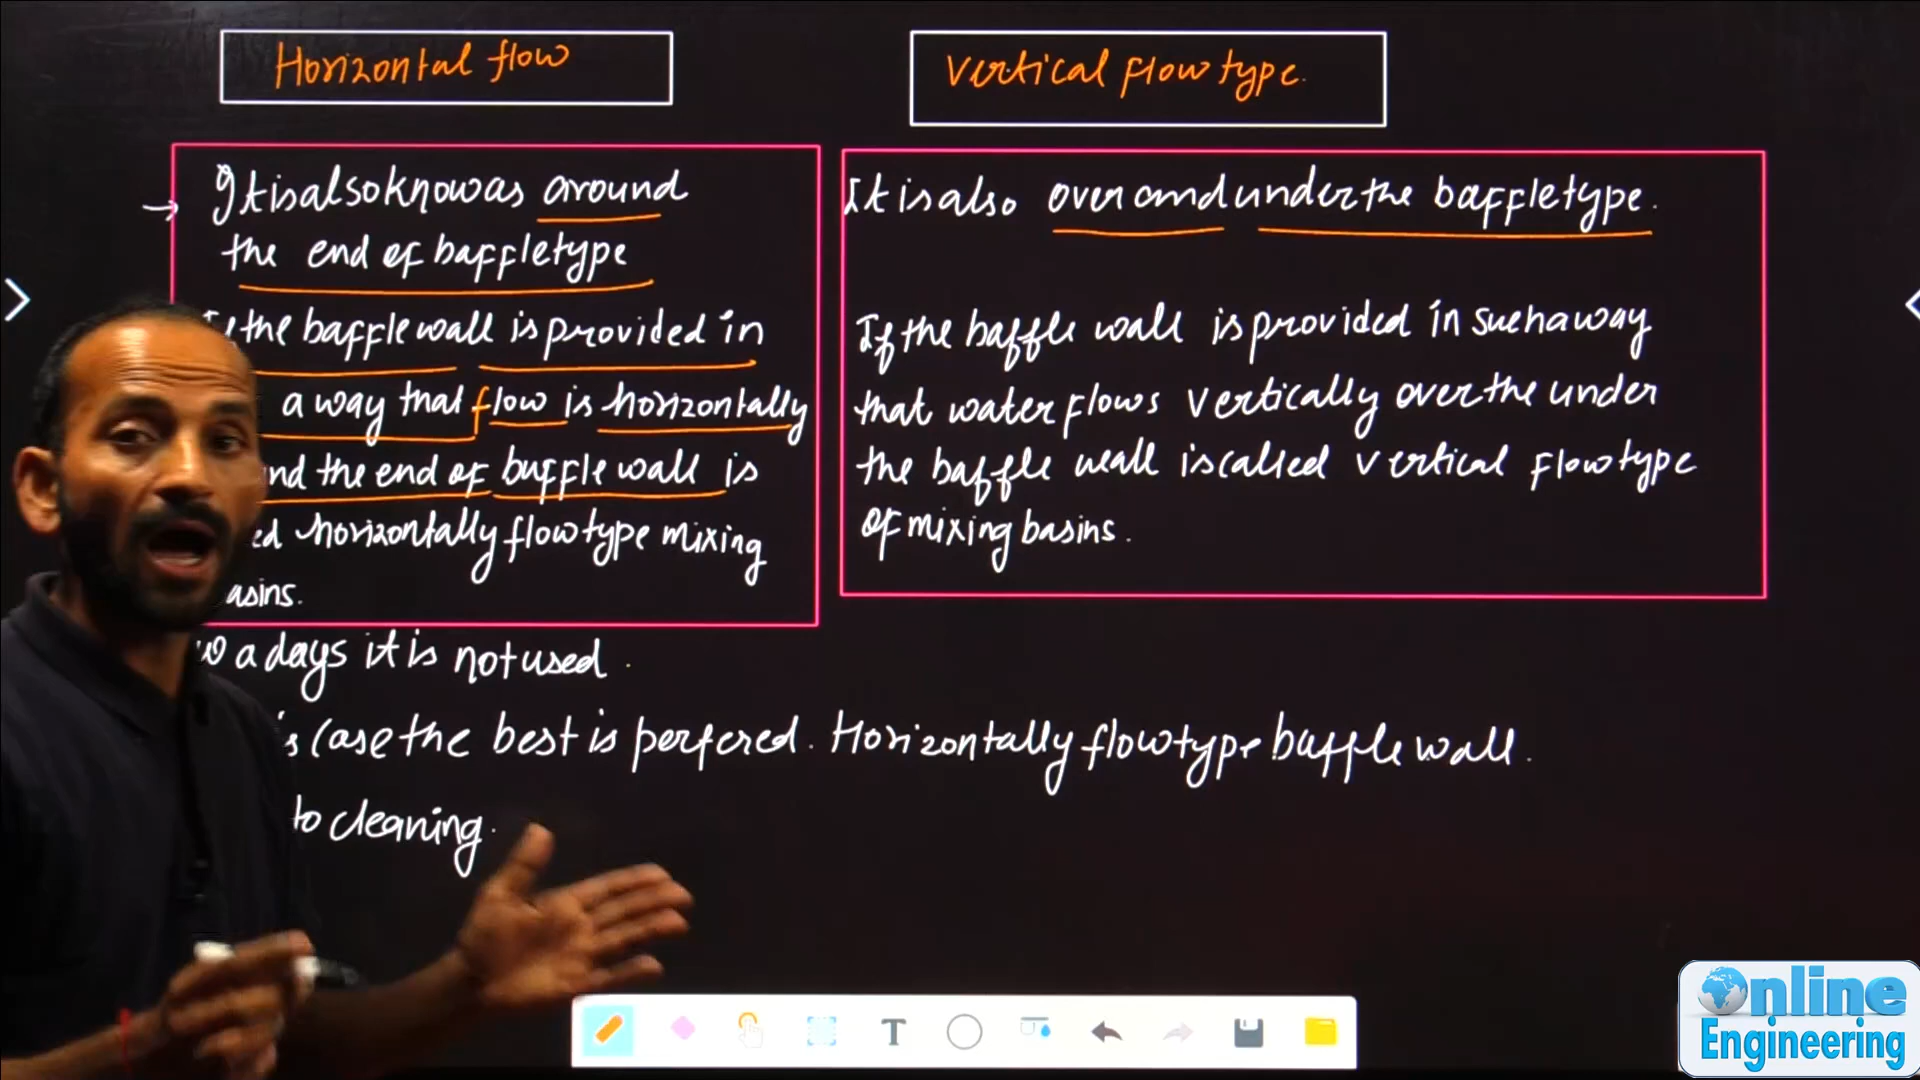 Horizontal flow
Vertical flow type.
It is also know as around
the end of baffle type
the baffle wall is provided in
a way that flow is horizontally
the end of buffle wall is
horizontally flow type mixing
asins.
It is also over and under the baffle type.
If the baffle wall is provided in such a way
that water flows vertically over the under
the baffle wall is called vertical flow type
of mixing basins.
a days it is not used.
case the best is perfered. Horizontally flow type baffle wall.
to cleaning.
T
Online
Engineering